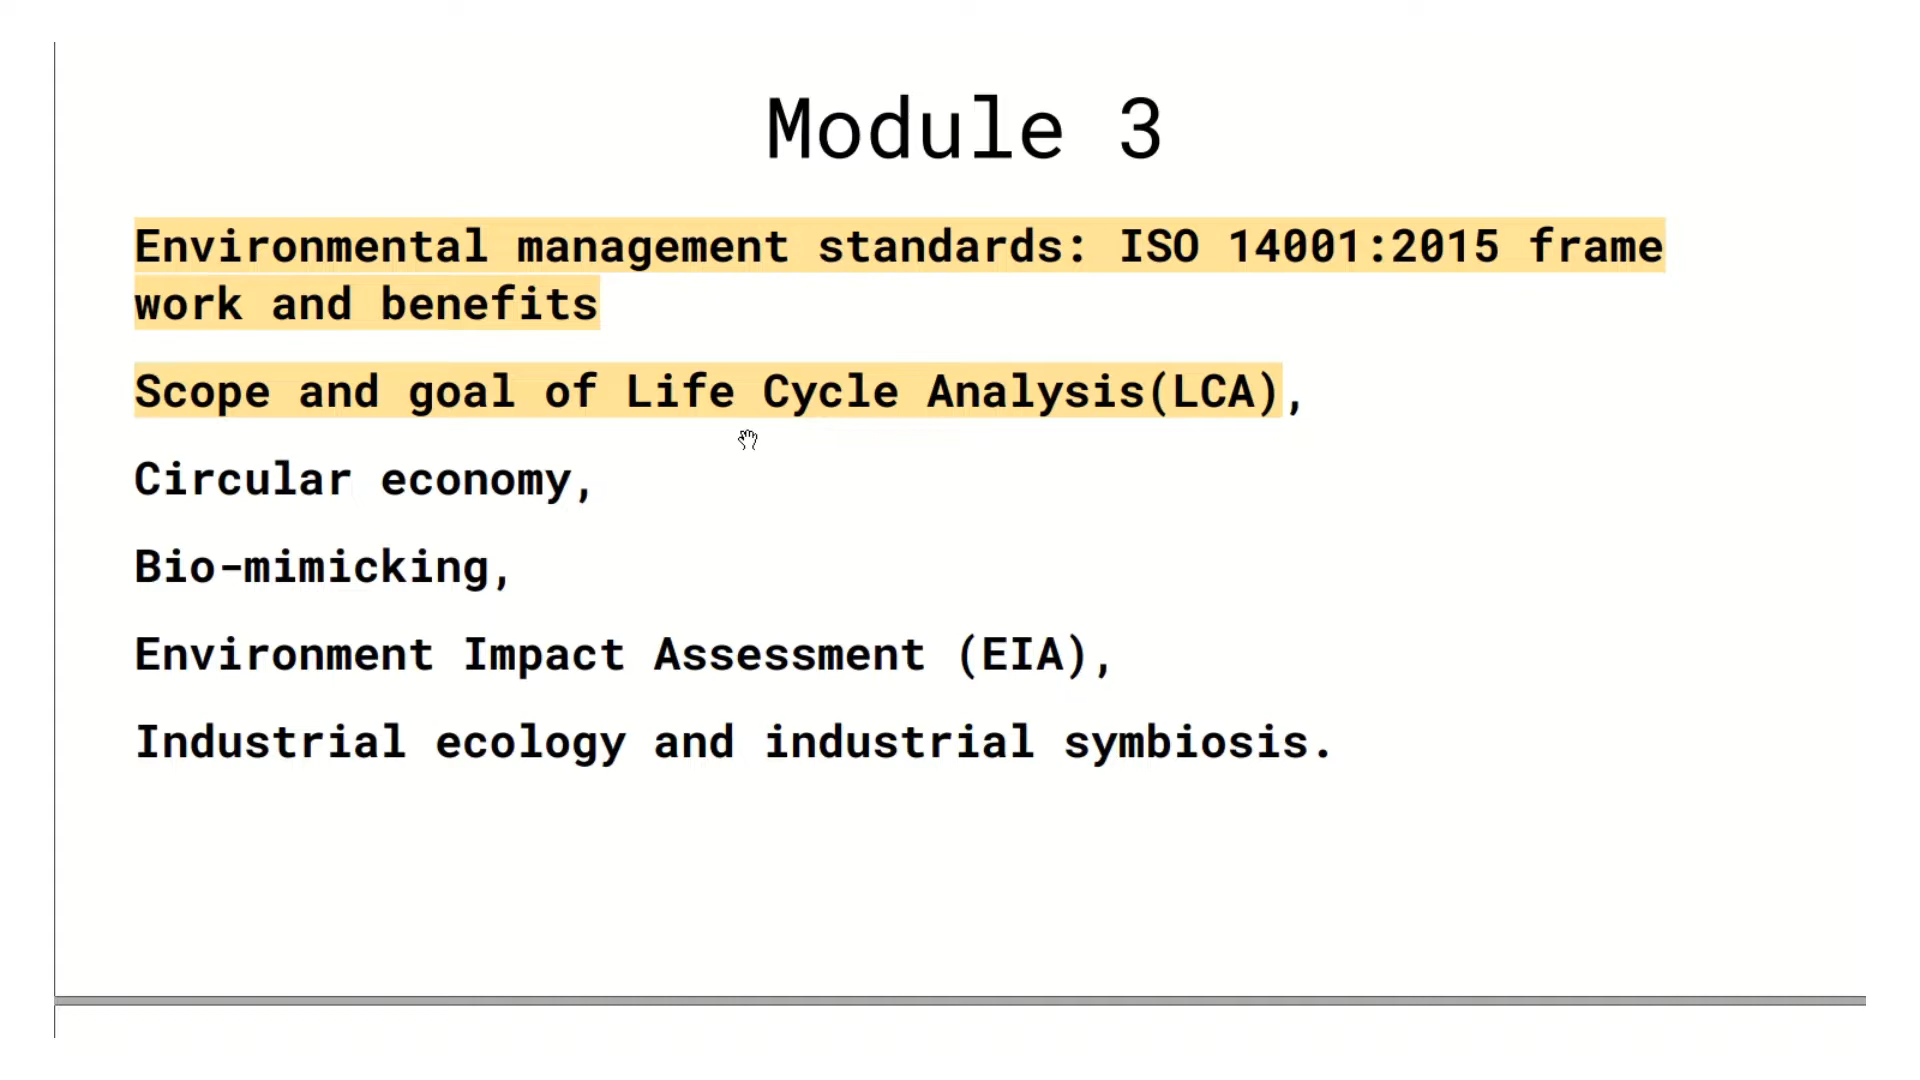 Module 3
Environmental management standards: ISO 14001:2015 frame
work and benefits
Scope and goal of Life Cycle Analysis(LCA),
Circular economy,
Bio-mimicking,
Environment Impact Assessment (EIA),
Industrial ecology and industrial symbiosis.